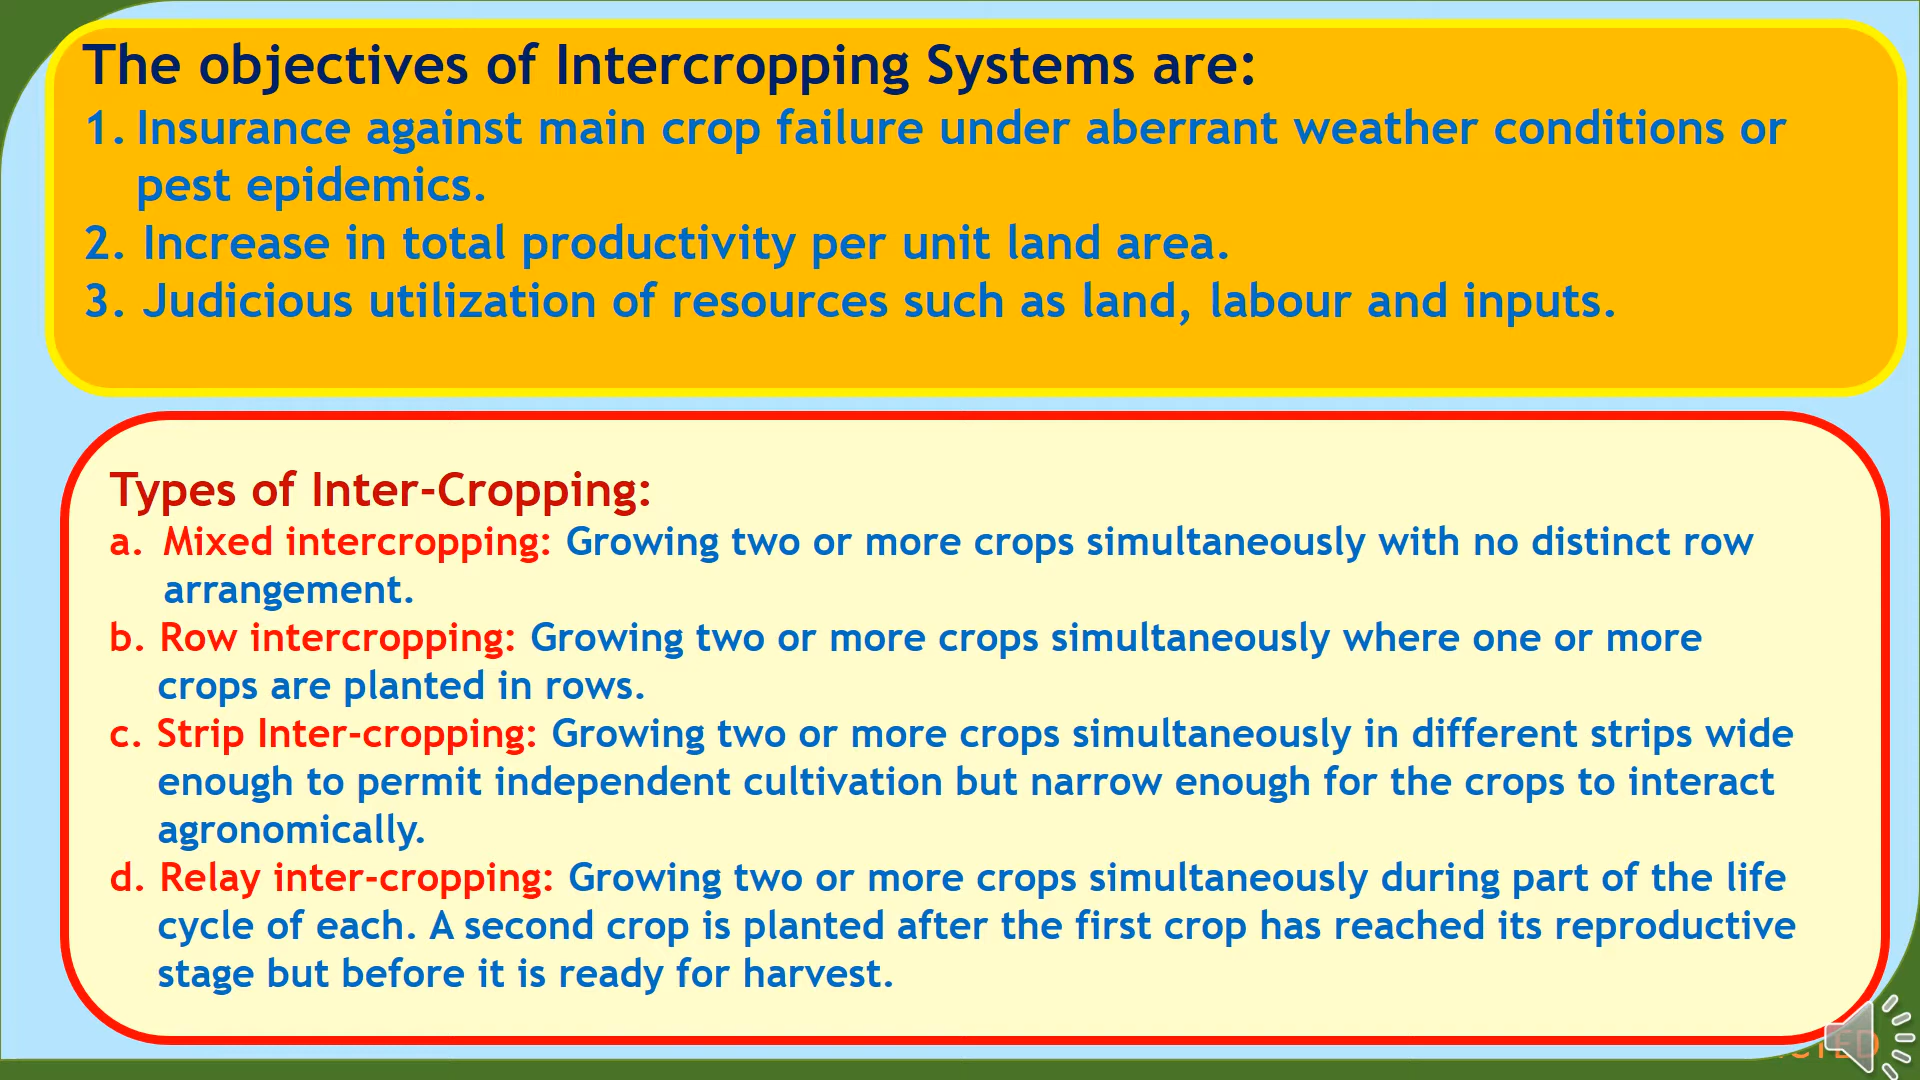 The objectives of Intercropping Systems are:
1. Insurance against main crop failure under aberrant weather conditions or
pest epidemics.
2. Increase in total productivity per unit land area.
3. Judicious utilization of resources such as land, labour and inputs.
Types of Inter-Cropping:
a. Mixed intercropping: Growing two or more crops simultaneously with no distinct row
arrangement.
b. Row intercropping: Growing two or more crops simultaneously where one or more
crops are planted in rows.
c. Strip Inter-cropping: Growing two or more crops simultaneously in different strips wide
enough to permit independent cultivation but narrow enough for the crops to interact
agronomically.
d. Relay inter-cropping: Growing two or more crops simultaneously during part of the life
cycle of each. A second crop is planted after the first crop has reached its reproductive
stage but before it is ready for harvest.